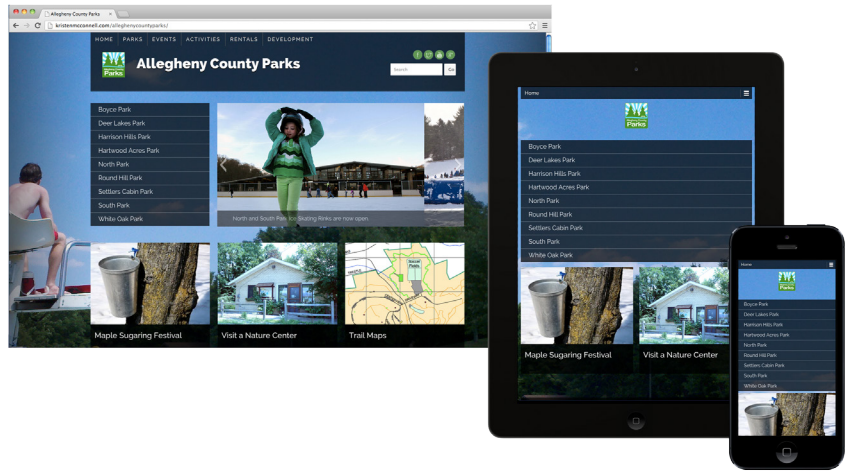 Allegheny County Parks
kristenmcconnell.com/alleghenycountyparks/
HOME PARKS EVENTS ACTIVITIES RENTALS DEVELOPMENT
Parks
Allegheny County Parks
Search
Go
Boyce Park
Deer Lakes Park
Harrison Hills Park
Hartwood Acres Park
North Park
Round Hill Park
Settlers Cabin Park
South Park
White Oak Park
North and South Park Ice Skating Rinks are now open.
Maple Sugaring Festival
Visit a Nature Center
Trail Maps
Home
Parks
Boyce Park
Deer Lakes Park
Harrison Hills Park
Hartwood Acres Park
North Park
Round Hill Park
Settlers Cabin Park
South Park
White Oak Park
Maple Sugaring Festival
Visit a Nature Center
Home
Parks
Boyce Park
Deer Lakes Park
Harrison Hills Park
Hartwood Acres Park
North Park
Round Hill Park
Settlers Cabin Park
South Park
White Oak Park